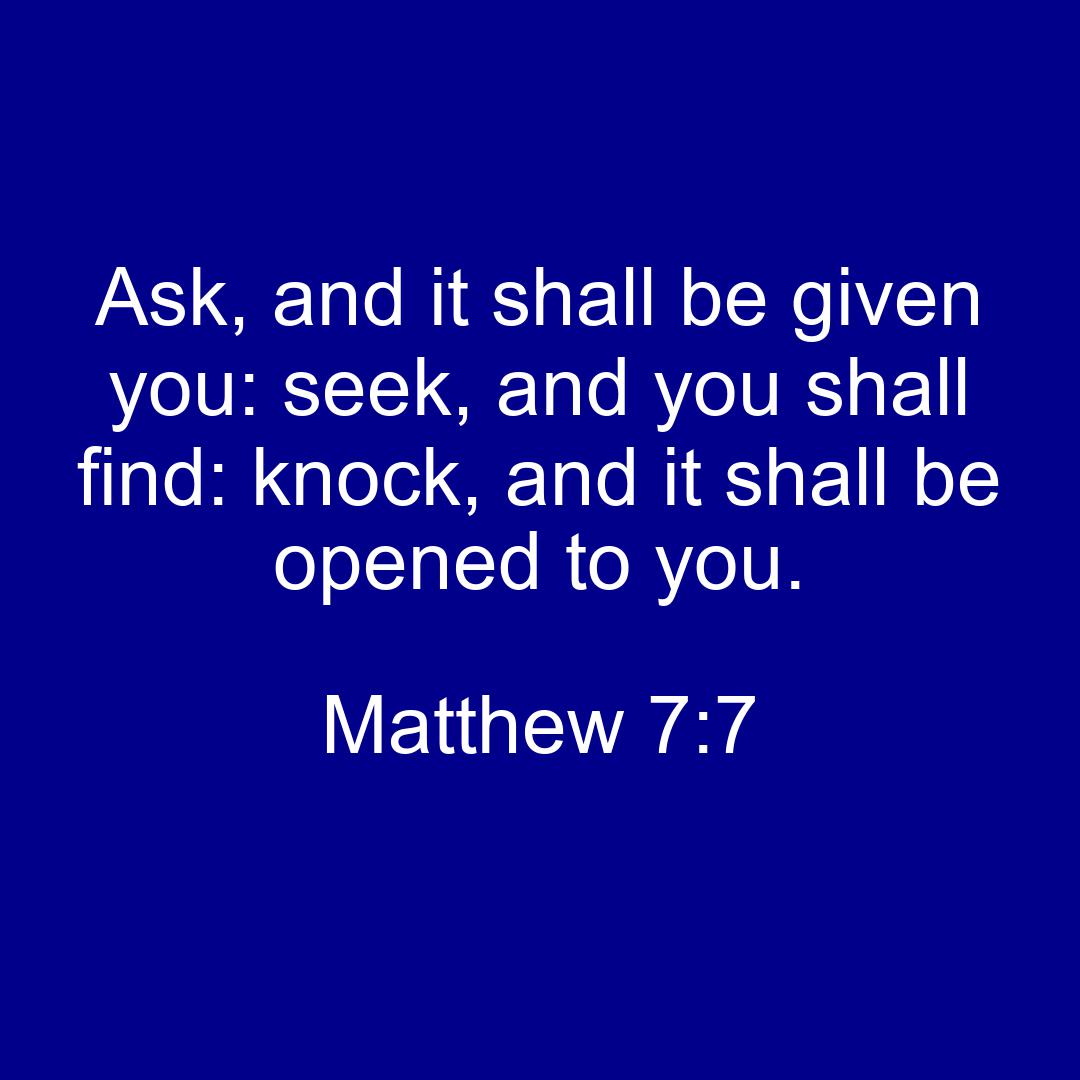 Ask, and it shall be given
you: seek, and you shall
find: knock, and it shall be
opened to you.
Matthew 7:7